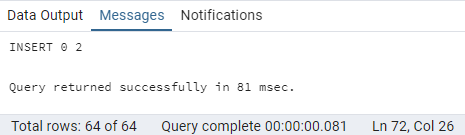 Data Output Messages Notifications
INSERT 0 2
Query returned successfully in 81 msec.
Total rows: 64 of 64 Query complete 00:00:00.081 Ln 72, Col 26